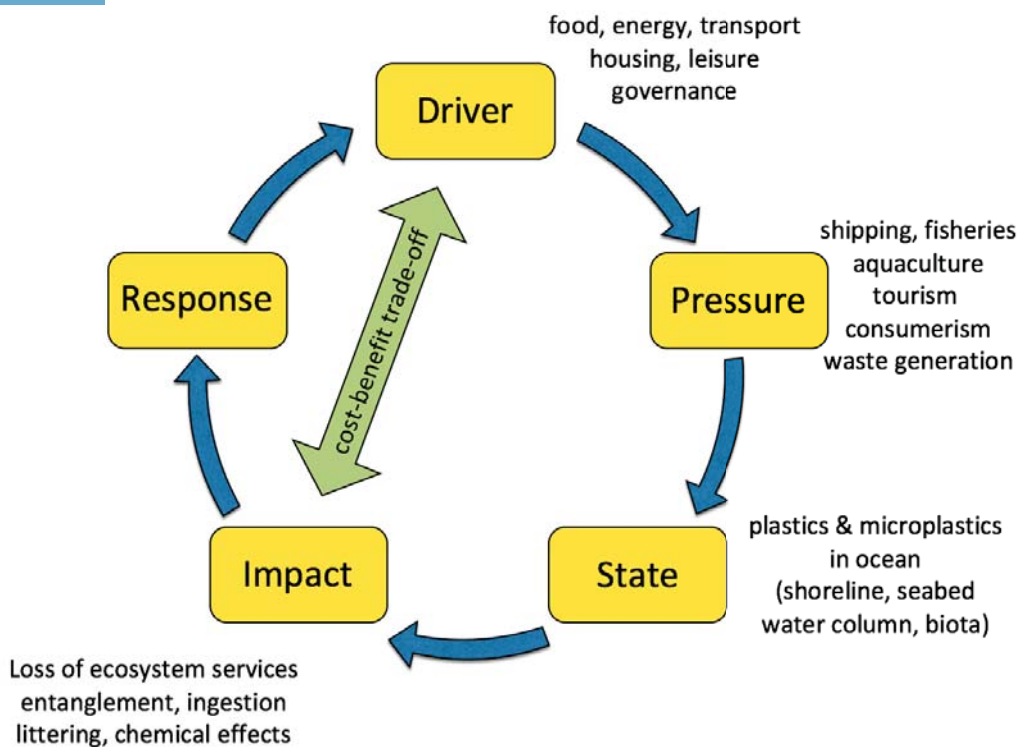 food, energy, transport
housing, leisure
governance
Driver
shipping, fisheries
aquaculture
tourism
consumerism
waste generation
Pressure
Response
cost-benefit trade-off
plastics & microplastics
in ocean
(shoreline, seabed
water column, biota)
State
Impact
Loss of ecosystem services
entanglement, ingestion
littering, chemical effects